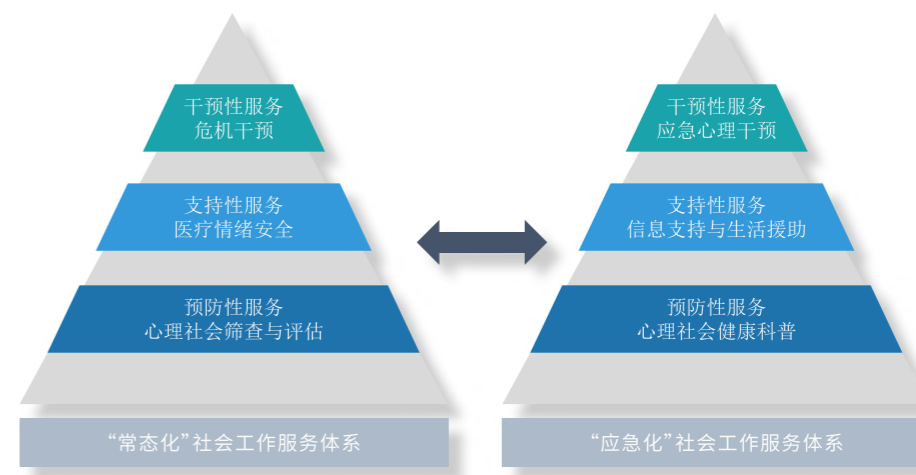 干预性服务
危机干预
支持性服务
医疗情绪安全
预防性服务
心理社会筛查与评估
“常态化”社会工作服务体系
干预性服务
应急心理干预
支持性服务
信息支持与生活援助
预防性服务
心理社会健康科普
“应急化”社会工作服务体系